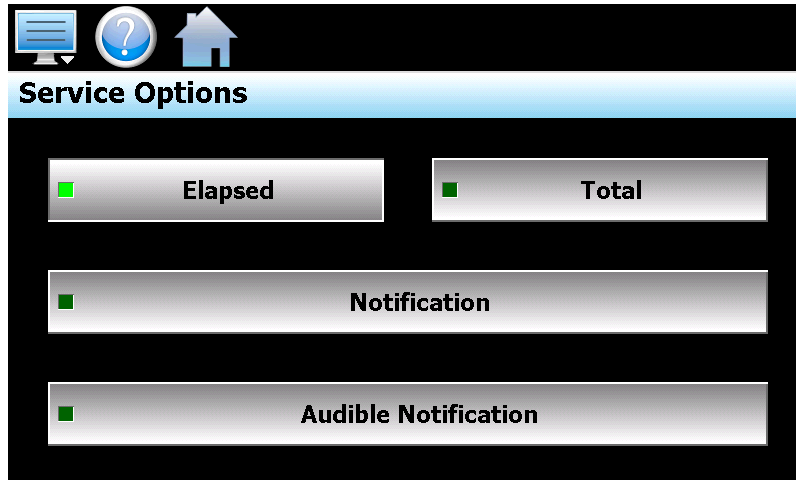 Service Options
Elapsed
Total
Notification
Audible Notification